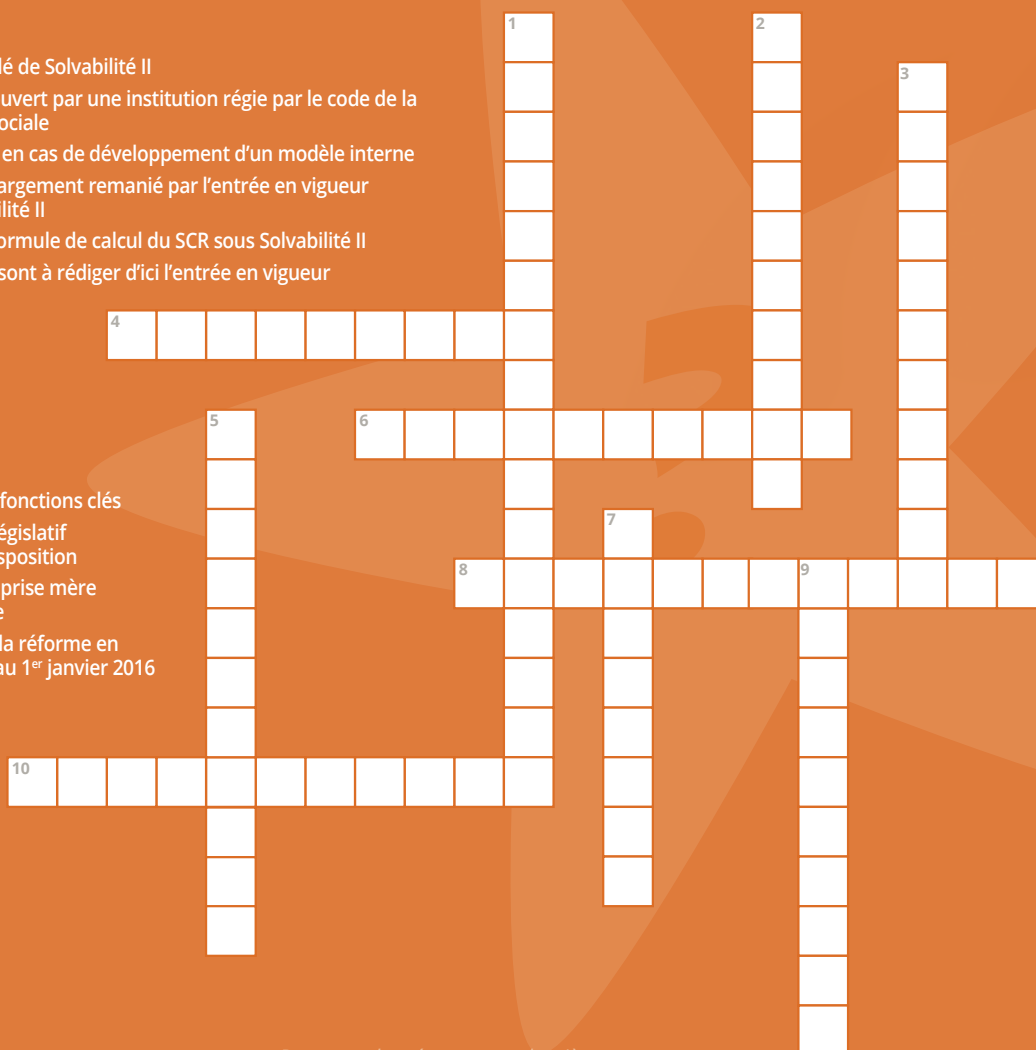 1
2
3
lé de Solvabilité II
uvert par une institution régie par le code de la
ociale
en cas de développement d'un modèle interne
argement remanié par l'entrée en vigueur
ilité II
ormule de calcul du SCR sous Solvabilité II
sont à rédiger d'ici l'entrée en vigueur
4
5
6
fonctions clés
égislatif
sposition
7
8
9
prise mère
e
la réforme en
au 1er janvier 2016
10